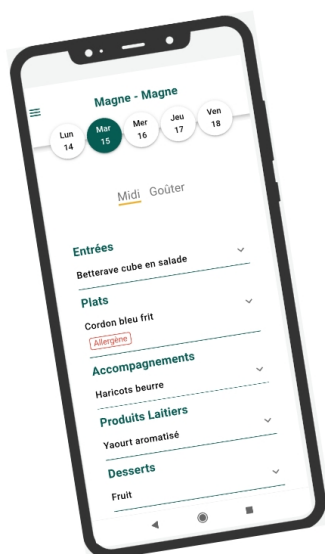 Magne - Magne
Lun Mar Mer Jeu Ven
14 15 16 17 18
Midi Goûter
Entrées
Betterave cube en salade
Plats
Cordon bleu frit
Allergène
Accompagnements
Haricots beurre
Produits Laitiers
Yaourt aromatisé
Desserts
Fruit